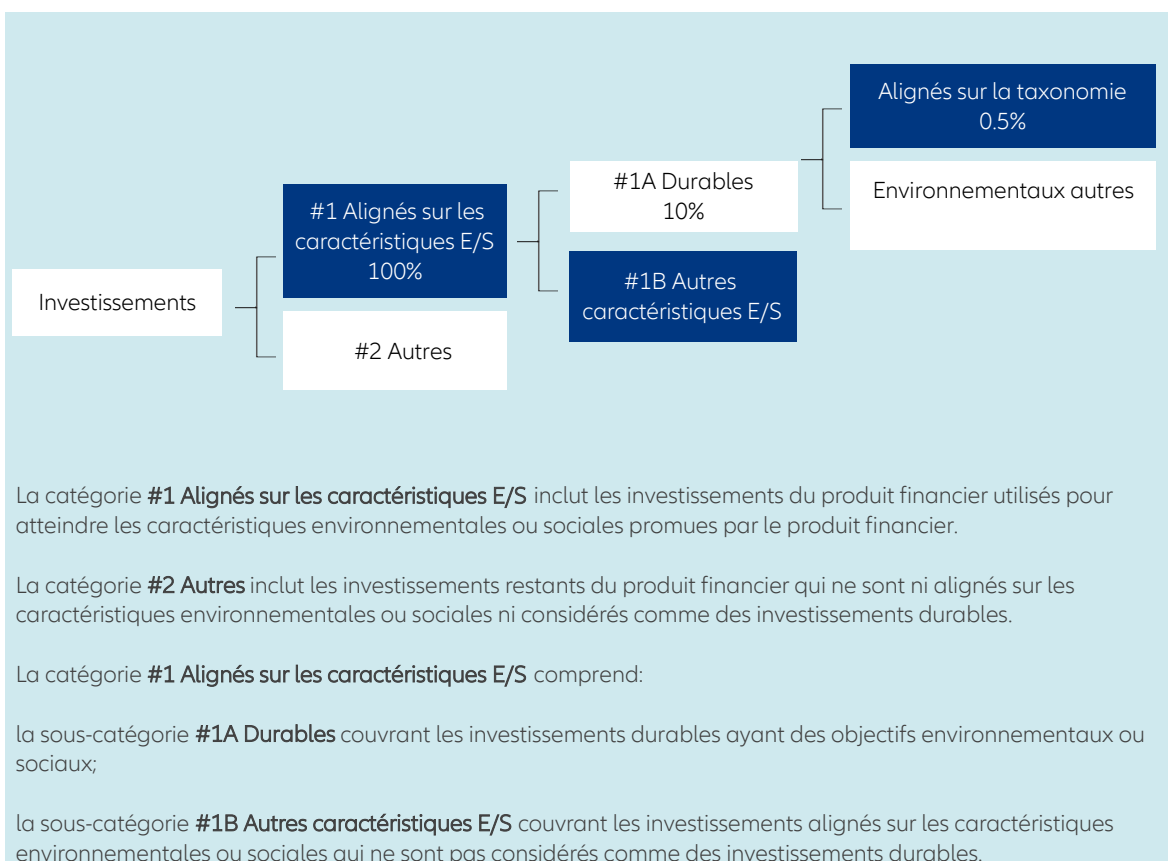 Alignés sur la taxonomie
0.5%
#1A Durables
10%
Environnementaux autres
#1 Alignés sur les
caractéristiques E/S
100%
#1B Autres
caractéristiques E/S
Investissements
#2 Autres
La catégorie #1 Alignés sur les caractéristiques E/S inclut les investissements du produit financier utilisés pour
atteindre les caractéristiques environnementales ou sociales promues par le produit financier.
La catégorie #2 Autres inclut les investissements restants du produit financier qui ne sont ni alignés sur les
caractéristiques environnementales ou sociales ni considérés comme des investissements durables.
La catégorie #1 Alignés sur les caractéristiques E/S comprend:
la sous-catégorie #1A Durables couvrant les investissements durables ayant des objectifs environnementaux ou
sociaux;
la sous-catégorie #1B Autres caractéristiques E/S couvrant les investissements alignés sur les caractéristiques
environnementales ou sociales qui ne sont pas considérés comme des investissements durables.